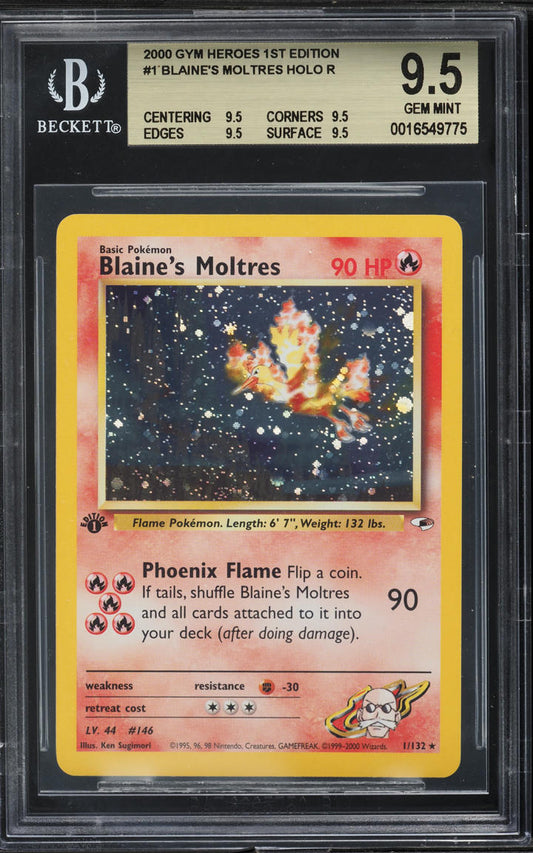 2000 GYM HEROES 1ST EDITION
#1 BLAINE'S MOLTRES HOLO R
B
BECKETT®
CENTERING 9.5 CORNERS 9.5
EDGES 9.5 SURFACE 9.5
9.5
GEM MINT
0016549775
Basic Pokémon
Blaine's Moltres 90 HP
EDITION
1
Flame Pokémon. Length: 6' 7", Weight: 132 lbs.
Phoenix Flame Flip a coin.
If tails, shuffle Blaine's Moltres
and all cards attached to it into
your deck (after doing damage).
90
weakness resistance -30
retreat cost
LV. 44 #146
Illus. Ken Sugimori ©1995, 96, 98 Nintendo, Creatures, GAMEFREAK. ©1999-2000 Wizards. 1/132 ★